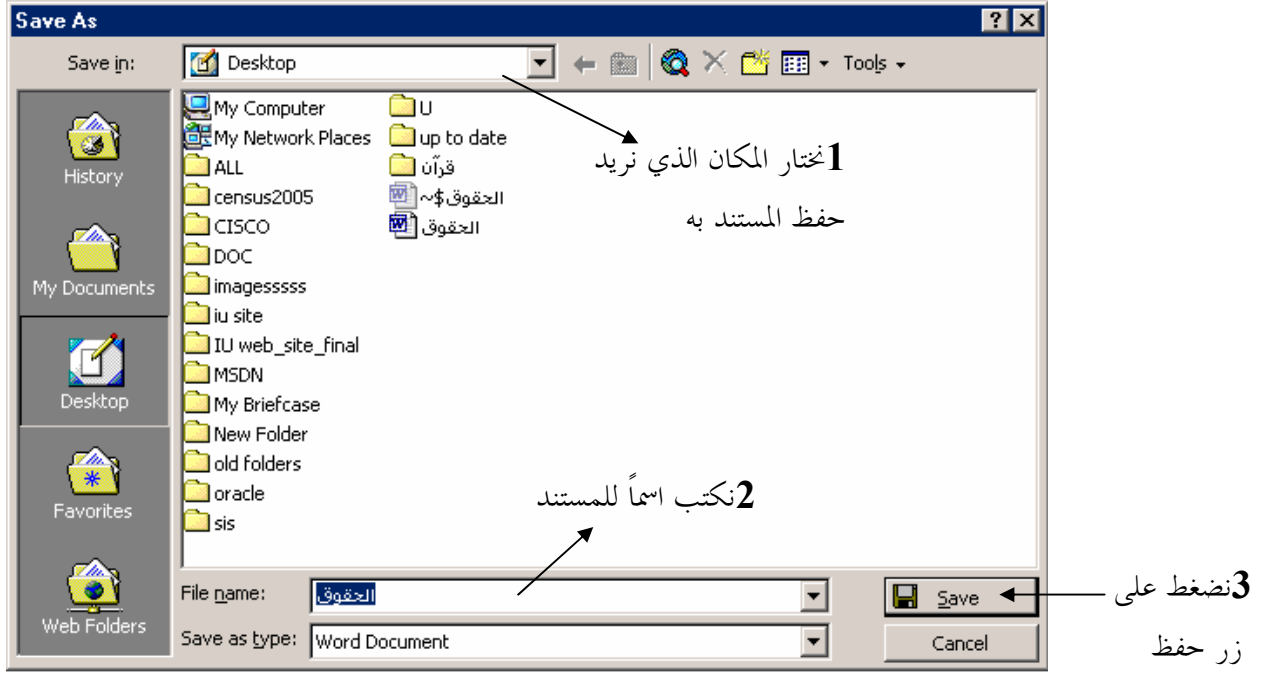 Save As
Save in:
Desktop
Tools
History
My Documents
Desktop
Favorites
Web Folders
My Computer
My Network Places
ALL
census2005
CISCO
DOC
imagesssss
iu site
IU web_site_final
MSDN
My Briefcase
New Folder
old folders
oracle
sis
U
up to date
قرآن
~$الحقوق
الحقوق
1نختار المكان الذي نريد
حفظ المستند به
2نكتب اسماً للمستند
File name:
الحقوق
Save
Save as type:
Word Document
Cancel
3نضغط على
زر حفظ